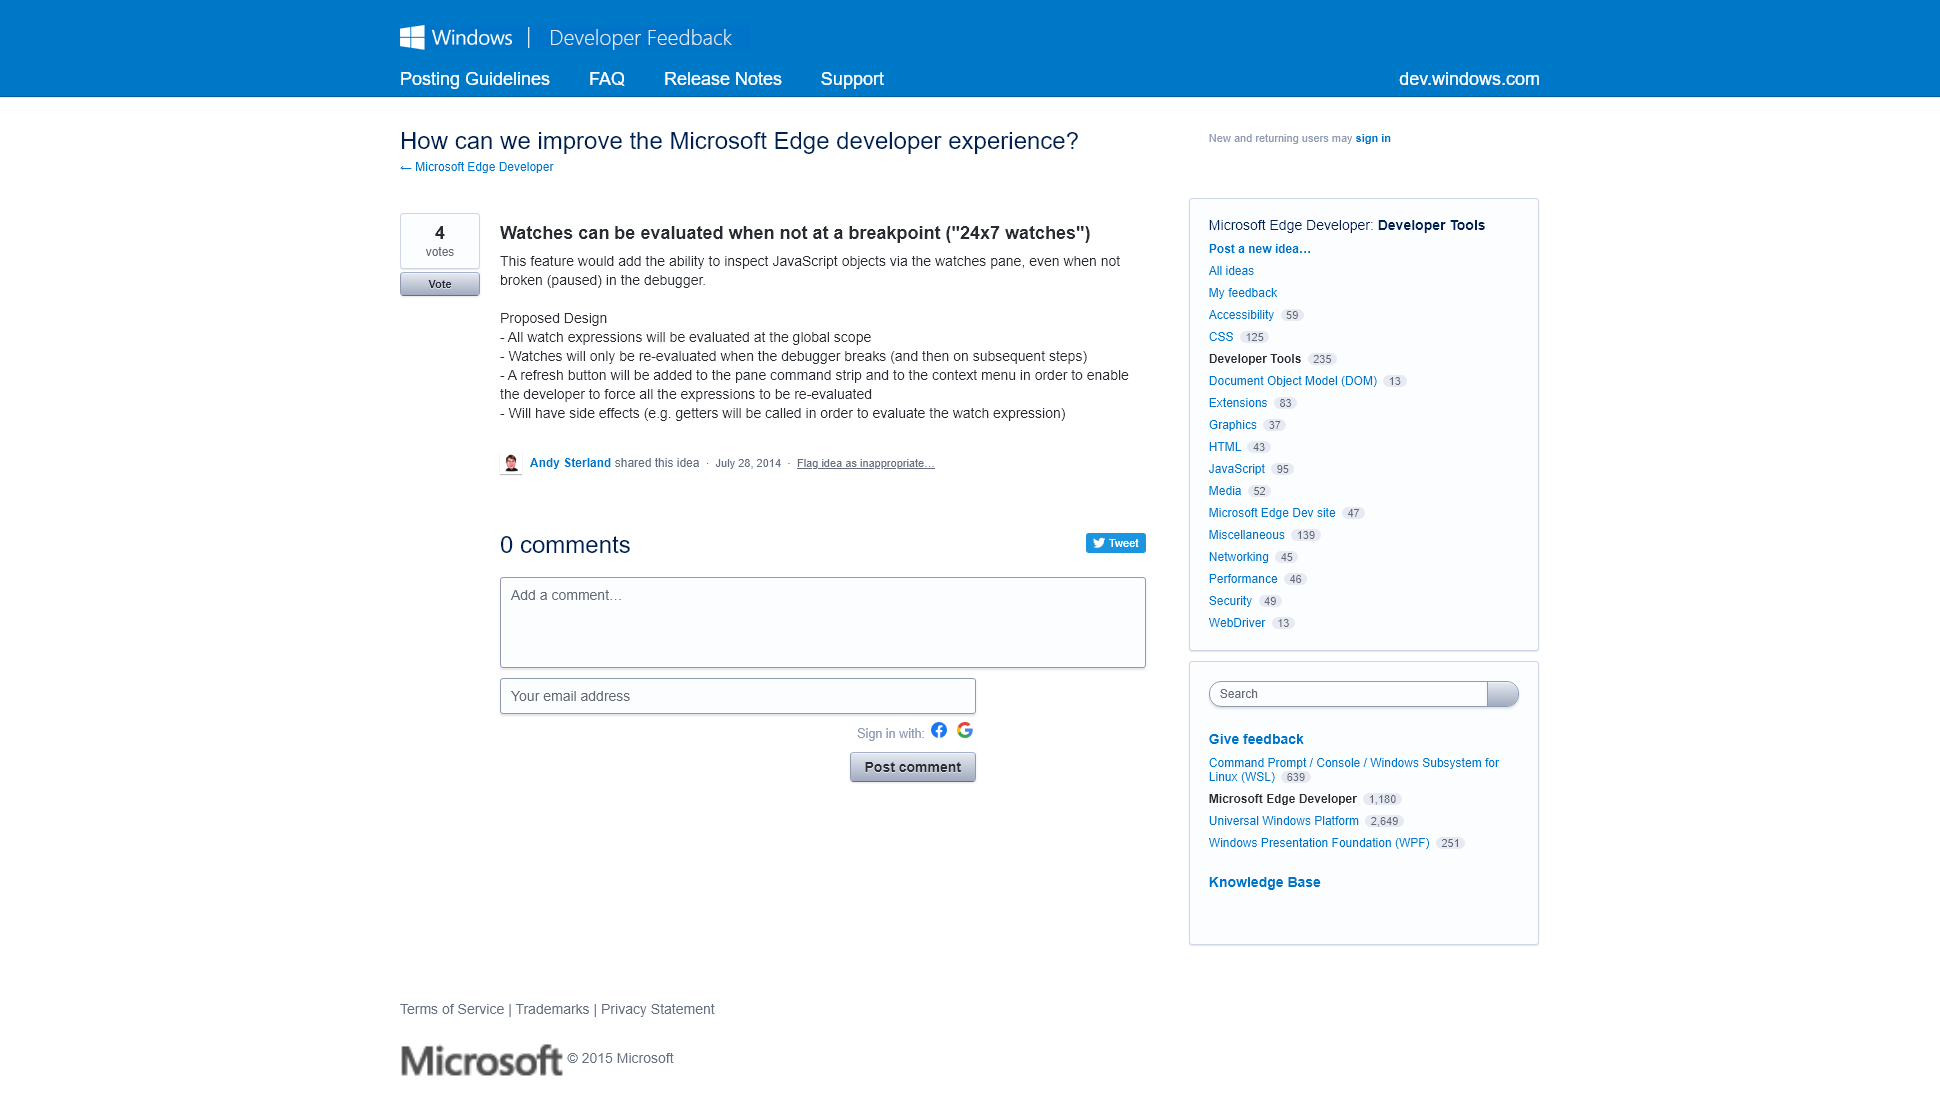 Windows | Developer Feedback
Posting Guidelines FAQ Release Notes Support dev.windows.com
How can we improve the Microsoft Edge developer experience?
← Microsoft Edge Developer
New and returning users may sign in
4
votes
Vote
Watches can be evaluated when not at a breakpoint ("24x7 watches")
This feature would add the ability to inspect JavaScript objects via the watches pane, even when not
broken (paused) in the debugger.
Proposed Design
- All watch expressions will be evaluated at the global scope
- Watches will only be re-evaluated when the debugger breaks (and then on subsequent steps)
- A refresh button will be added to the pane command strip and to the context menu in order to enable
the developer to force all the expressions to be re-evaluated
- Will have side effects (e.g. getters will be called in order to evaluate the watch expression)
Andy Sterland shared this idea · July 28, 2014 · Flag idea as inappropriate…
0 comments
Tweet
Add a comment…
Your email address
Sign in with:
Post comment
Microsoft Edge Developer: Developer Tools
Post a new idea…
All ideas
My feedback
Accessibility 59
CSS 125
Developer Tools 235
Document Object Model (DOM) 13
Extensions 83
Graphics 37
HTML 43
JavaScript 95
Media 52
Microsoft Edge Dev site 47
Miscellaneous 139
Networking 45
Performance 46
Security 49
WebDriver 13
Search
Give feedback
Command Prompt / Console / Windows Subsystem for
Linux (WSL) 639
Microsoft Edge Developer 1,180
Universal Windows Platform 2,649
Windows Presentation Foundation (WPF) 251
Knowledge Base
Terms of Service | Trademarks | Privacy Statement
Microsoft © 2015 Microsoft